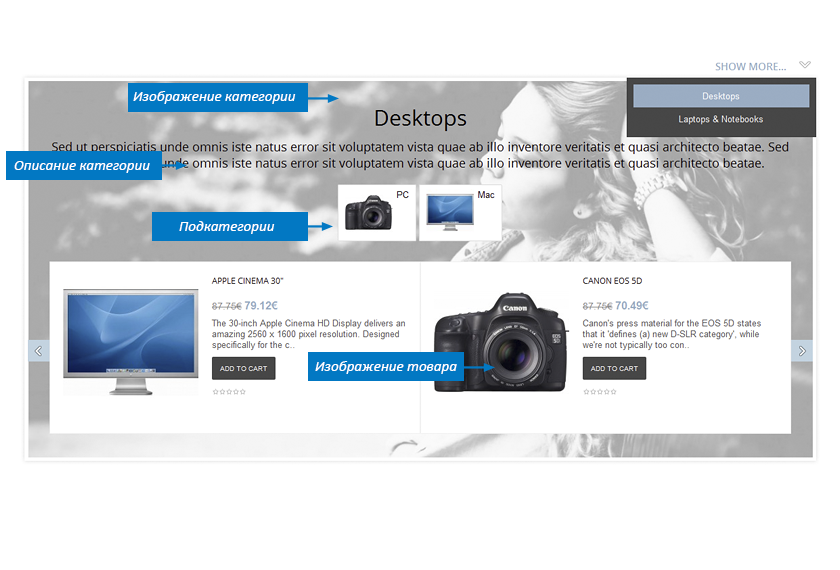 SHOW MORE...
Desktops
Laptops & Notebooks
Изображение категории
Desktops
Sed ut perspiciatis unde omnis iste natus error sit voluptatem vista quae ab illo inventore veritatis et quasi architecto beatae. Sed
Описание категории
unde omnis iste natus error sit voluptatem vista quae ab illo inventore veritatis et quasi architecto beatae.
PC
Mac
Подкатегории
APPLE CINEMA 30"
87.75€ 79.12€
The 30-inch Apple Cinema HD Display delivers an
amazing 2560 x 1600 pixel resolution. Designed
specifically for the c..
ADD TO CART
Canon
EOS
5D
CANON EOS 5D
87.75€ 70.49€
Canon's press material for the EOS 5D states
that it 'defines (a) new D-SLR category', while
we're not typically too con..
ADD TO CART
Изображение товара